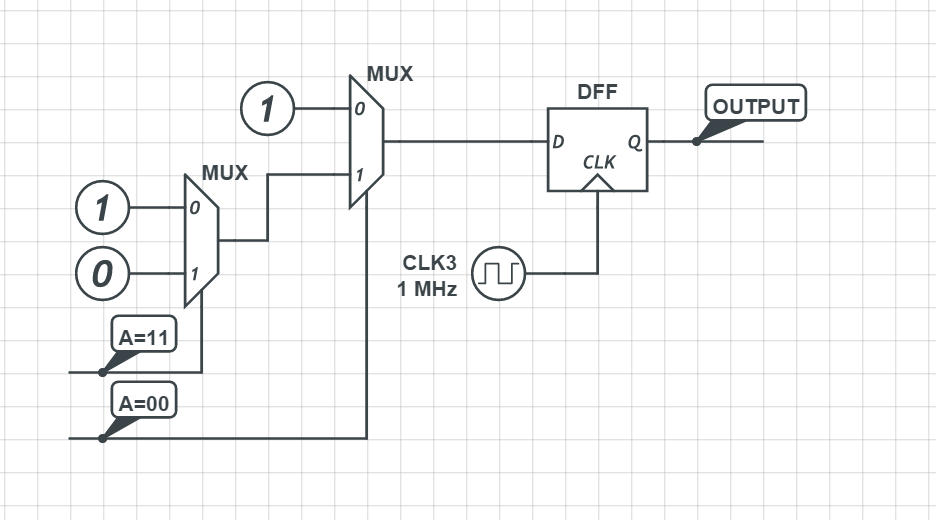 MUX
1
0
1
MUX
1
0
0
1
A=11
A=00
DFF
D
Q
CLK
OUTPUT
CLK3
1 MHz